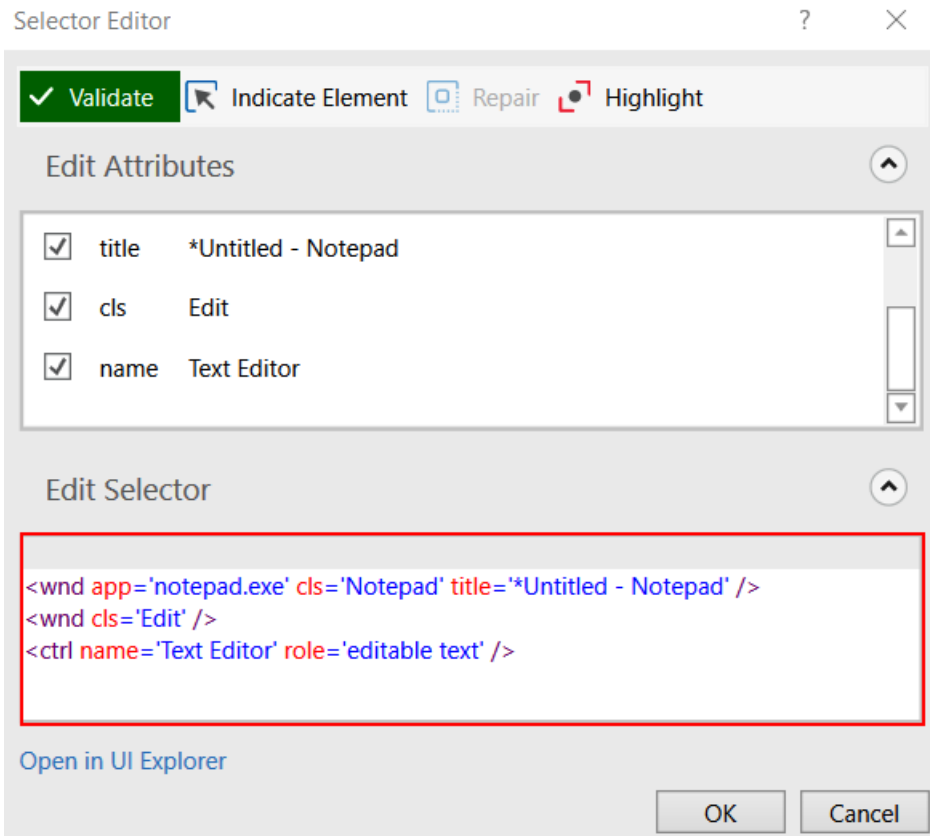 Selector Editor ?
Validate Indicate Element Repair Highlight
Edit Attributes
title *Untitled - Notepad
cls Edit
name Text Editor
Edit Selector
<wnd app='notepad.exe' cls='Notepad' title='*Untitled - Notepad' />
<wnd cls='Edit' />
<ctrl name='Text Editor' role='editable text' />
Open in UI Explorer
OK Cancel